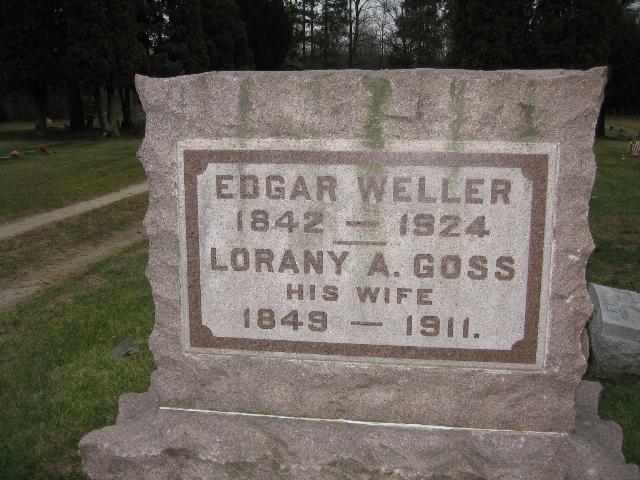 EDGAR WELLER
1842 — 1924
LORANY A. GOSS
HIS WIFE
1849 — 1911.